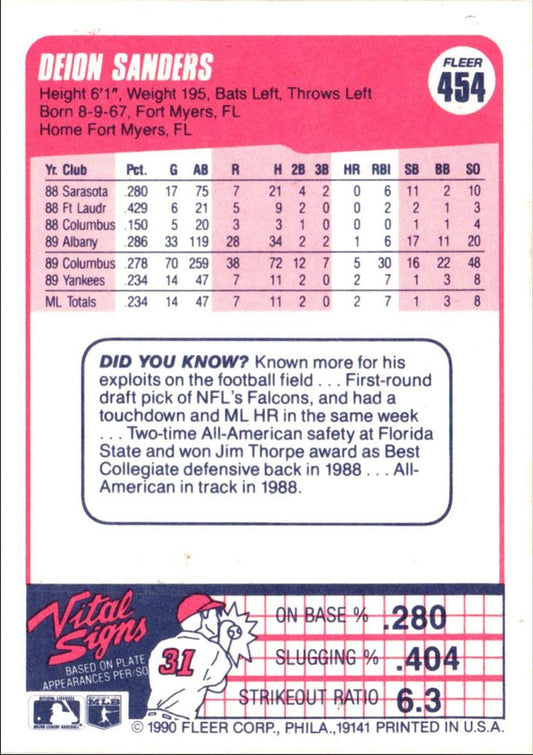 DEION SANDERS
FLEER
454
Height 6'1", Weight 195, Bats Left, Throws Left
Born 8-9-67, Fort Myers, FL
Home Fort Myers, FL
Yr. Club Pct. G AB R H 2B 3B HR RBI SB BB SO
88 Sarasota .280 17 75 7 21 4 2 0 6 11 2 10
88 Ft Laudr .429 6 21 5 9 2 0 0 2 2 1 3
88 Columbus .150 5 20 3 3 1 0 0 0 1 1 4
89 Albany .286 33 119 28 34 2 2 1 6 17 11 20
89 Columbus .278 70 259 38 72 12 7 5 30 16 22 48
89 Yankees .234 14 47 7 11 2 0 2 7 1 3 8
ML Totals .234 14 47 7 11 2 0 2 7 1 3 8
DID YOU KNOW? Known more for his
exploits on the football field . . . First-round
draft pick of NFL's Falcons, and had a
touchdown and ML HR in the same week
. . . Two-time All-American safety at Florida
State and won Jim Thorpe award as Best
Collegiate defensive back in 1988 . . . All-
American in track in 1988.
Vital
Signs
BASED ON PLATE
APPEARANCES PER/SO
31
ON BASE % .280
SLUGGING % .404
STRIKEOUT RATIO 6.3
OFFICIAL LICENSEE
MAJOR LEAGUE BASEBALL
MLB
© 1990 FLEER CORP., PHILA., 19141 PRINTED IN U.S.A.